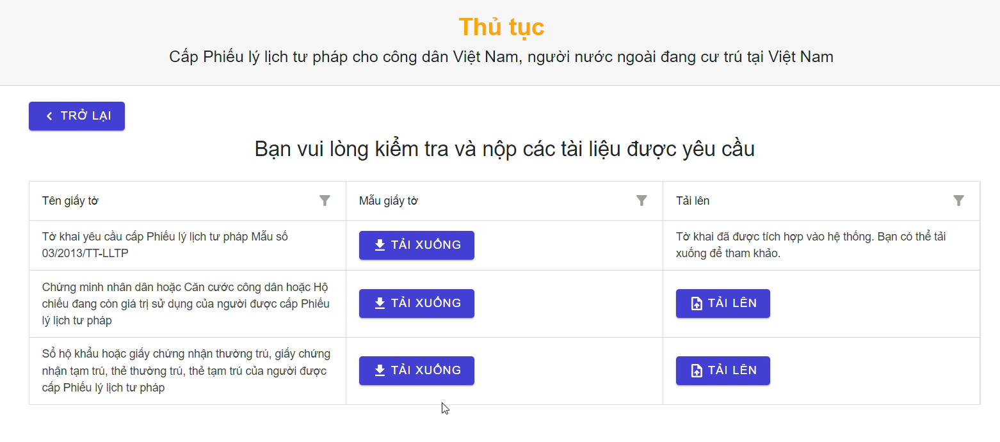 Thủ tục
Cấp Phiếu lý lịch tư pháp cho công dân Việt Nam, người nước ngoài đang cư trú tại Việt Nam
TRỞ LẠI
Bạn vui lòng kiểm tra và nộp các tài liệu được yêu cầu
Tên giấy tờ
Mẫu giấy tờ
Tải lên
Tờ khai yêu cầu cấp Phiếu lý lịch tư pháp Mẫu số
03/2013/TT-LLTP
TẢI XUỐNG
Tờ khai đã được tích hợp vào hệ thống. Bạn có thể tải
xuống để tham khảo.
Chứng minh nhân dân hoặc Căn cước công dân hoặc Hộ
chiếu đang còn giá trị sử dụng của người được cấp Phiếu
lý lịch tư pháp
TẢI XUỐNG
TẢI LÊN
Sổ hộ khẩu hoặc giấy chứng nhận thường trú, giấy chứng
nhận tạm trú, thẻ thường trú, thẻ tạm trú của người được
cấp Phiếu lý lịch tư pháp
TẢI XUỐNG
TẢI LÊN